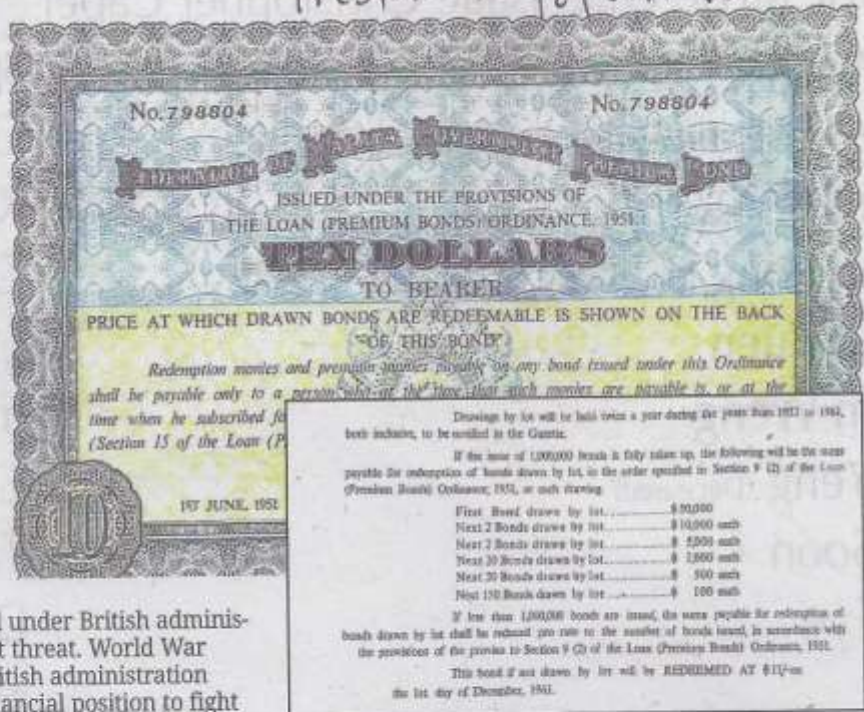 No. 798804 No. 798804
FEDERATION OF MALAYA GOVERNMENT PREMIUM BOND
ISSUED UNDER THE PROVISIONS OF
THE LOAN (PREMIUM BONDS) ORDINANCE, 1951.
TEN DOLLARS
TO BEARER
PRICE AT WHICH DRAWN BONDS ARE REDEEMABLE IS SHOWN ON THE BACK
OF THIS BOND
Redemption monies and premium monies payable on any bond issued under this Ordinance
shall be payable only to a person who at the time that such monies are payable is or at the
time when he subscribed fo
(Section 15 of the Loan (P
1ST JUNE, 1951
10
Drawings by lot will be held twice a year during the years from 1952 to 1961,
both inclusive, to be notified in the Gazette.
If the issue of 1,000,000 bonds is fully taken up, the following will be the sums
payable for redemption of bonds drawn by lot, in the order specified in Section 9 (2) of the Loan
(Premium Bonds) Ordinance, 1951, at each drawing.
First Bond drawn by lot
Next 2 Bonds drawn by lot $10,000 each
Next 2 Bonds drawn by lot $ 5,000 each
Next Bonds drawn by lot $ 1,000 each
Next Bonds drawn by lot $ 500 each
Next 150 Bonds drawn by lot $ 100 each
If less than 1,000,000 bonds are issued, the sums payable for redemption of
bonds drawn by lot shall be reduced pro rate to the number of bonds issued, in accordance with
the provisions of the proviso to Section 9 (2) of the Loan (Premium Bonds) Ordinance, 1951.
This bond if not drawn by lot will be REDEEMED AT $11/- on
the 1st day of December, 1961.
under British adminis-
t threat. World War
itish administration
ancial position to fight